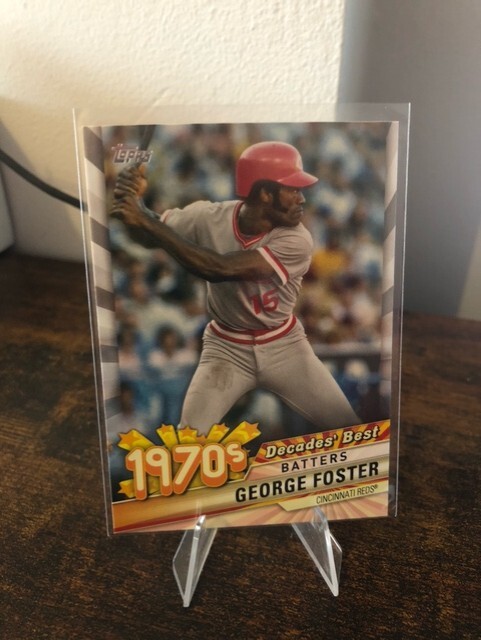 Topps
15
1970s
Decades' Best
BATTERS
GEORGE FOSTER
CINCINNATI REDS®